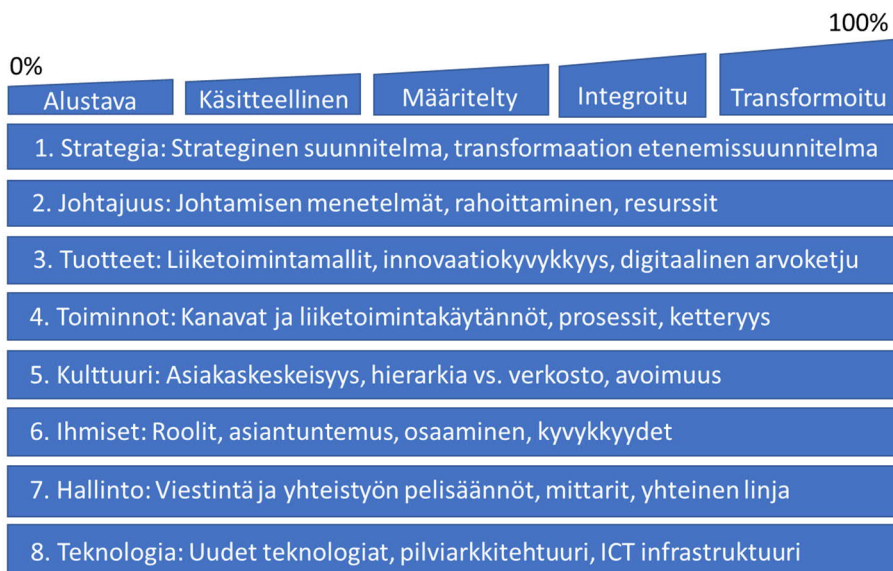 0%
100%
Alustava
Käsitteellinen
Määritelty
Integroitu
Transformoitu
1. Strategia: Strateginen suunnitelma, transformaation etenemissuunnitelma
2. Johtajuus: Johtamisen menetelmät, rahoittaminen, resurssit
3. Tuotteet: Liiketoimintamallit, innovaatiokyvykkyys, digitaalinen arvoketju
4. Toiminnot: Kanavat ja liiketoimintakäytännöt, prosessit, ketteryys
5. Kulttuuri: Asiakaskeskeisyys, hierarkia vs. verkosto, avoimuus
6. Ihmiset: Roolit, asiantuntemus, osaaminen, kyvykkyydet
7. Hallinto: Viestintä ja yhteistyön pelisäännöt, mittarit, yhteinen linja
8. Teknologia: Uudet teknologiat, pilviarkkitehtuuri, ICT infrastruktuuri